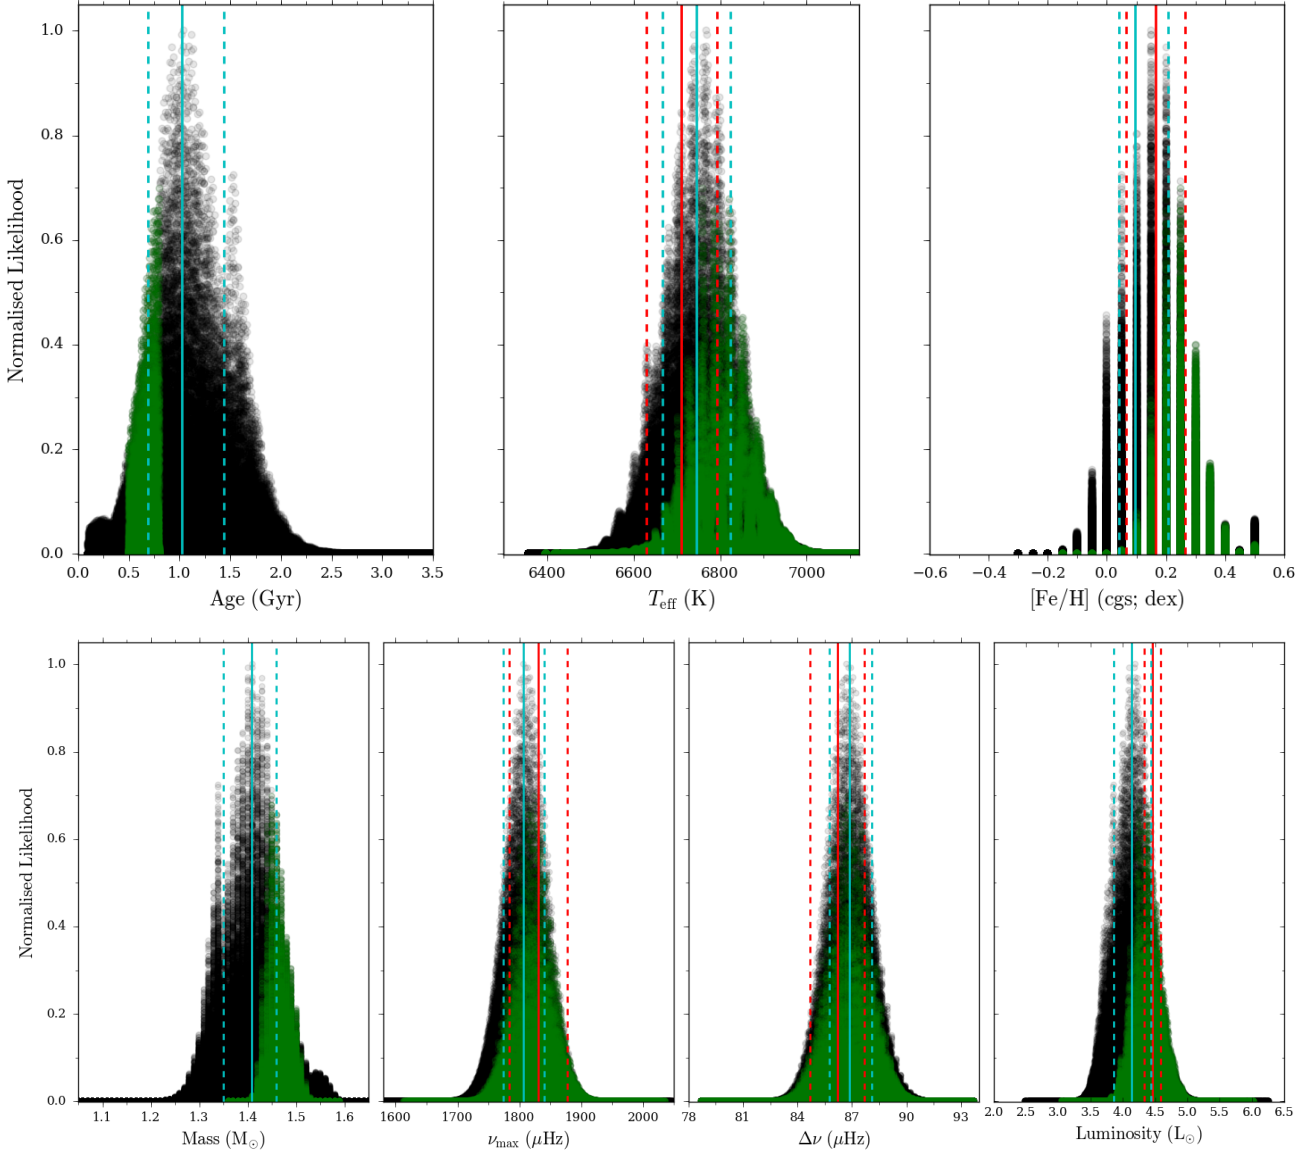 Normalised Likelihood
1.0
0.8
0.6
0.4
0.2
0.0
0.0 0.5 1.0 1.5 2.0 2.5 3.0 3.5
Age (Gyr)
6400 6600 6800 7000
T_eff (K)
−0.6 −0.4 −0.2 0.0 0.2 0.4 0.6
[Fe/H] (cgs; dex)
Normalised Likelihood
1.0
0.8
0.6
0.4
0.2
0.0
1.1 1.2 1.3 1.4 1.5 1.6
Mass (M_⊙)
1600 1700 1800 1900 2000
ν_max (μHz)
78 81 84 87 90 93
Δν (μHz)
2.0 2.5 3.0 3.5 4.0 4.5 5.0 5.5 6.0 6.5
Luminosity (L_⊙)